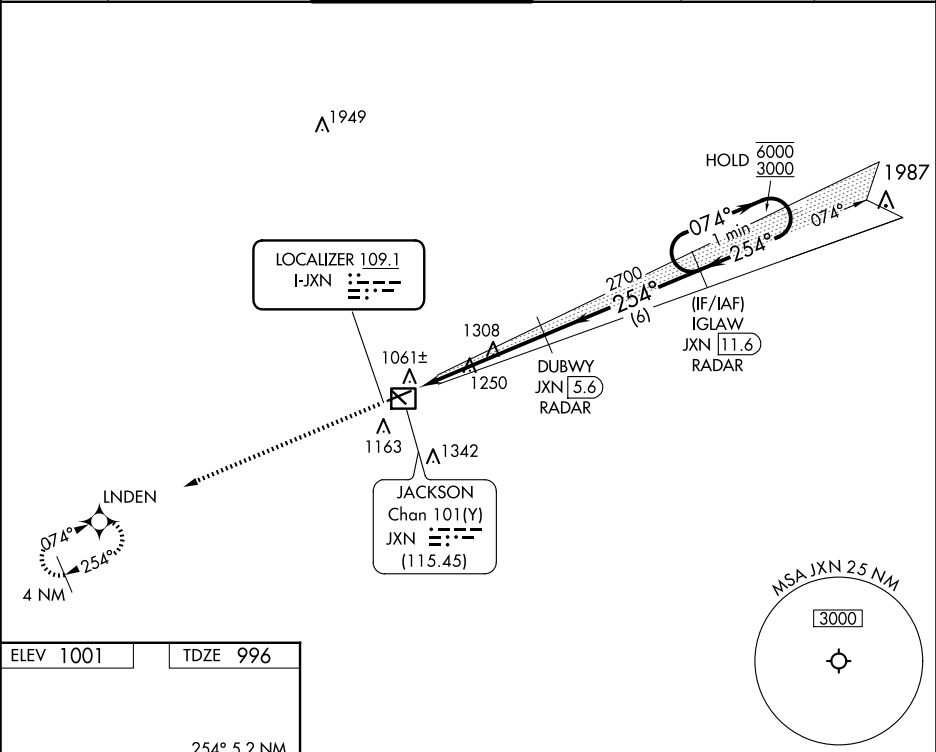 1949
HOLD 6000
3000
1987
074°
1 min
254°
074°
LOCALIZER 109.1
I-JXN
2700
254°
(6)
(IF/IAF)
IGLAW
JXN 11.6
RADAR
1308
1061±
1250
DUBWY
JXN 5.6
RADAR
1163
1342
LNDEN
074°
254°
4 NM
JACKSON
Chan 101(Y)
JXN
(115.45)
MSA JXN 25 NM
3000
ELEV 1001
TDZE 996
254° 5.2 NM